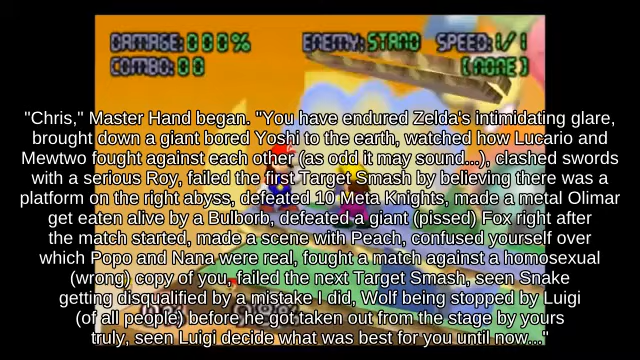 DAMAGE:000% ENEMY:STAND SPEED:1/1
COMBO:00 (NONE)
"Chris," Master Hand began. "You have endured Zelda's intimidating glare,
brought down a giant bored Yoshi to the earth, watched how Lucario and
Mewtwo fought against each other (as odd it may sound...), clashed swords
with a serious Roy, failed the first Target Smash by believing there was a
platform on the right abyss, defeated 10 Meta Knights, made a metal Olimar
get eaten alive by a Bulborb, defeated a giant (pissed) Fox right after
the match started, made a scene with Peach, confused yourself over
which Popo and Nana were real, fought a match against a homosexual
(wrong) copy of you, failed the next Target Smash, seen Snake
getting disqualified by a mistake I did, Wolf being stopped by Luigi
(of all people) before he got taken out from the stage by yours
truly, seen Luigi decide what was best for you until now..."